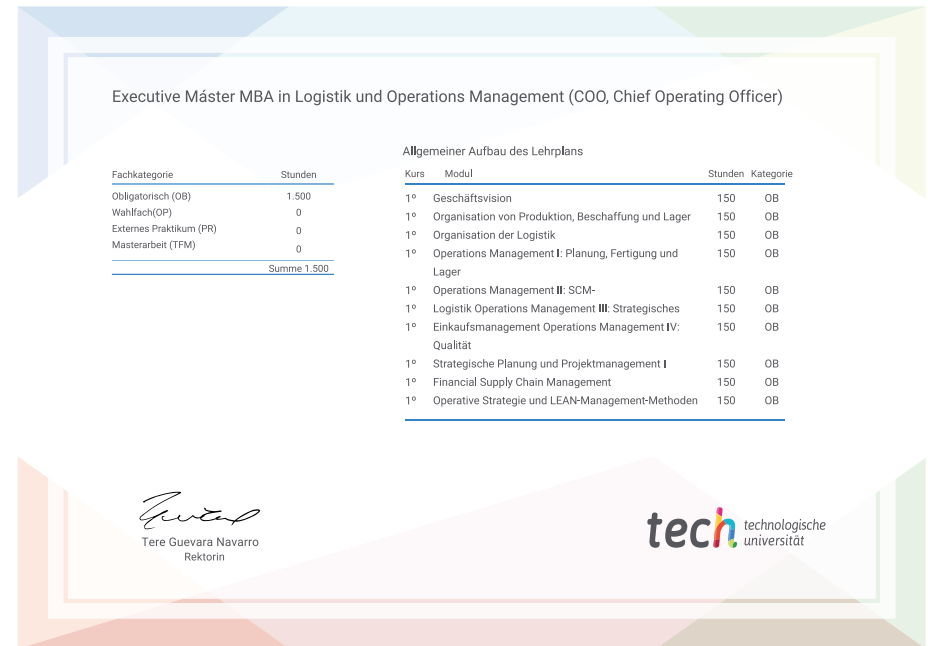 Executive Máster MBA in Logistik und Operations Management (COO, Chief Operating Officer)
Fachkategorie Stunden
Obligatorisch (OB) 1.500
Wahlfach(OP) 0
Externes Praktikum (PR) 0
Masterarbeit (TFM) 0
Summe 1.500
Allgemeiner Aufbau des Lehrplans
Kurs Modul Stunden Kategorie
1º Geschäftsvision 150 OB
1º Organisation von Produktion, Beschaffung und Lager 150 OB
1º Organisation der Logistik 150 OB
1º Operations Management I: Planung, Fertigung und 150 OB
Lager
1º Operations Management II: SCM- 150 OB
1º Logistik Operations Management III: Strategisches 150 OB
1º Einkaufsmanagement Operations Management IV: 150 OB
Qualität
1º Strategische Planung und Projektmanagement I 150 OB
1º Financial Supply Chain Management 150 OB
1º Operative Strategie und LEAN-Management-Methoden 150 OB
Tere Guevara Navarro
Rektorin
tech technologische
universität